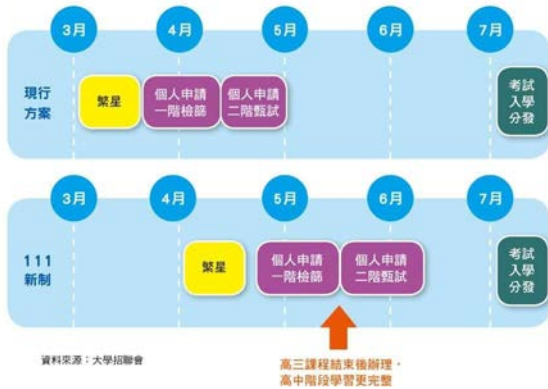 3月 4月 5月 6月 7月
現行
方案
繁星
個人申請
一階檢篩
個人申請
二階甄試
考試
入學
分發
3月 4月 5月 6月 7月
111
新制
繁星
個人申請
一階檢篩
個人申請
二階甄試
考試
入學
分發
資料來源：大學招聯會
高三課程結束後辦理，
高中階段學習更完整